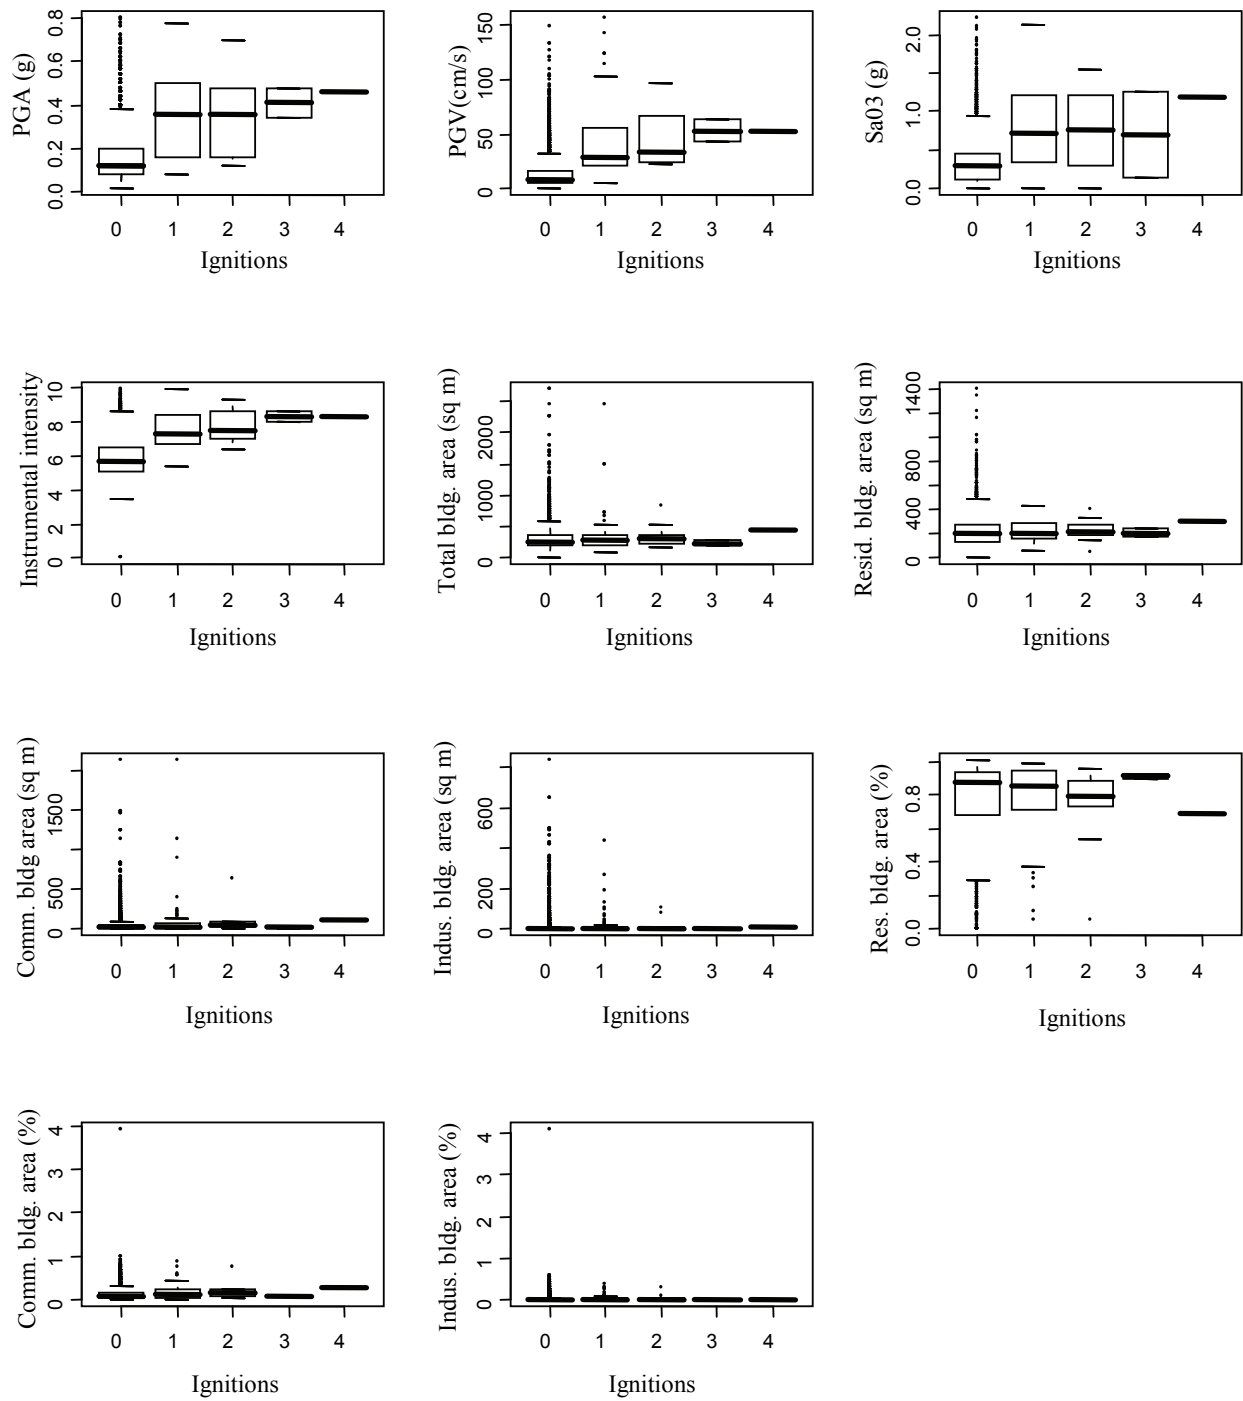 PGA (g)
0.0 0.2 0.4 0.6 0.8
0 1 2 3 4
Ignitions
PGV(cm/s)
0 50 100 150
0 1 2 3 4
Ignitions
Sa03 (g)
0.0 1.0 2.0
0 1 2 3 4
Ignitions
Instrumental intensity
0 2 4 6 8 10
0 1 2 3 4
Ignitions
Total bldg. area (sq m)
0 1000 2000
0 1 2 3 4
Ignitions
Resid. bldg. area (sq m)
0 400 800 1400
0 1 2 3 4
Ignitions
Comm. bldg area (sq m)
0 500 1500
0 1 2 3 4
Ignitions
Indus. bldg. area (sq m)
0 200 600
0 1 2 3 4
Ignitions
Res. bldg. area (%)
0.0 0.4 0.8
0 1 2 3 4
Ignitions
Comm. bldg. area (%)
0 1 2 3 4
0 1 2 3 4
Ignitions
Indus. bldg. area (%)
0 1 2 3 4
0 1 2 3 4
Ignitions